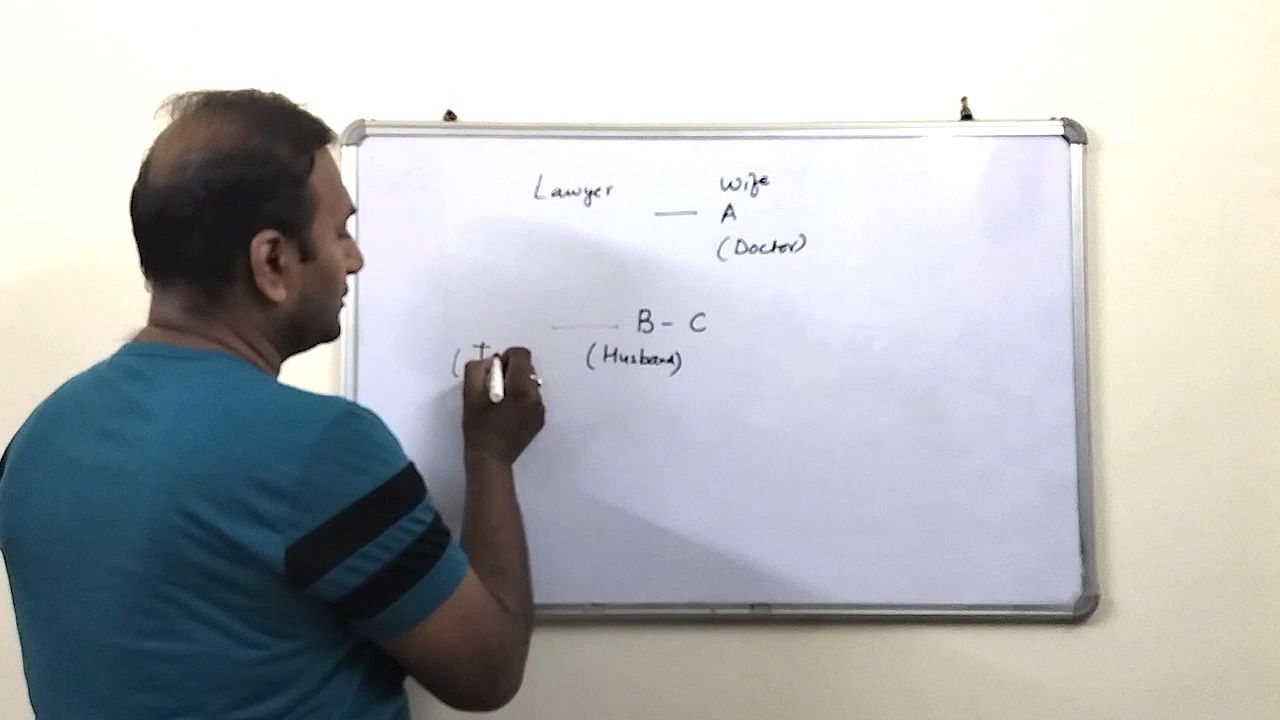 Lawyer — Wife
— A
(Doctor)
— B - C
(Husband)